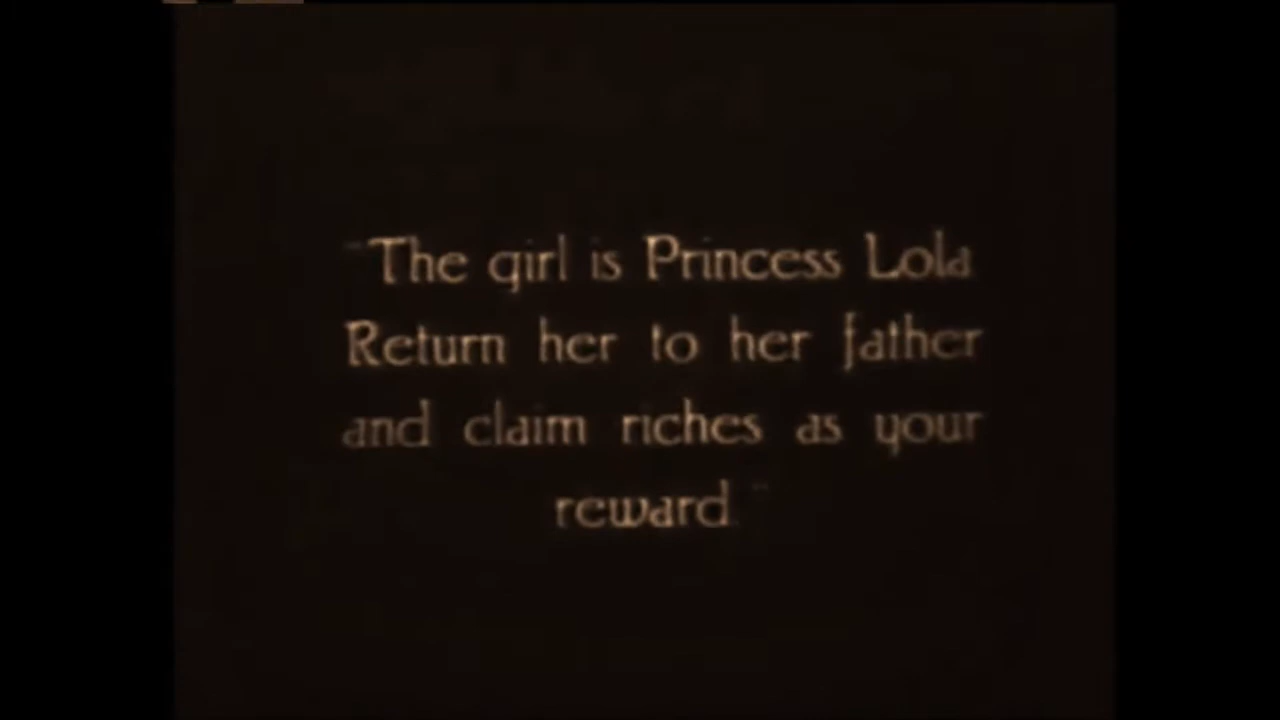 "The girl is Princess Lola
Return her to her father
and claim riches as your
reward"